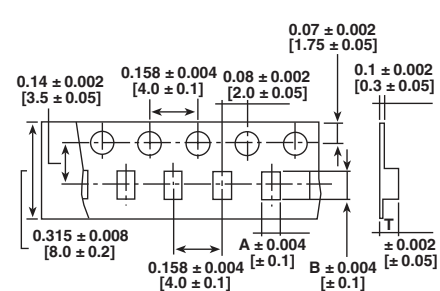 0.07 ± 0.002
[1.75 ± 0.05]
0.14 ± 0.002
[3.5 ± 0.05]
0.158 ± 0.004
[4.0 ± 0.1]
0.08 ± 0.002
[2.0 ± 0.05]
0.1 ± 0.002
[0.3 ± 0.05]
0.315 ± 0.008
[8.0 ± 0.2]
0.158 ± 0.004
[4.0 ± 0.1]
A ± 0.004
[± 0.1]
B ± 0.004
[± 0.1]
T
± 0.002
[± 0.05]